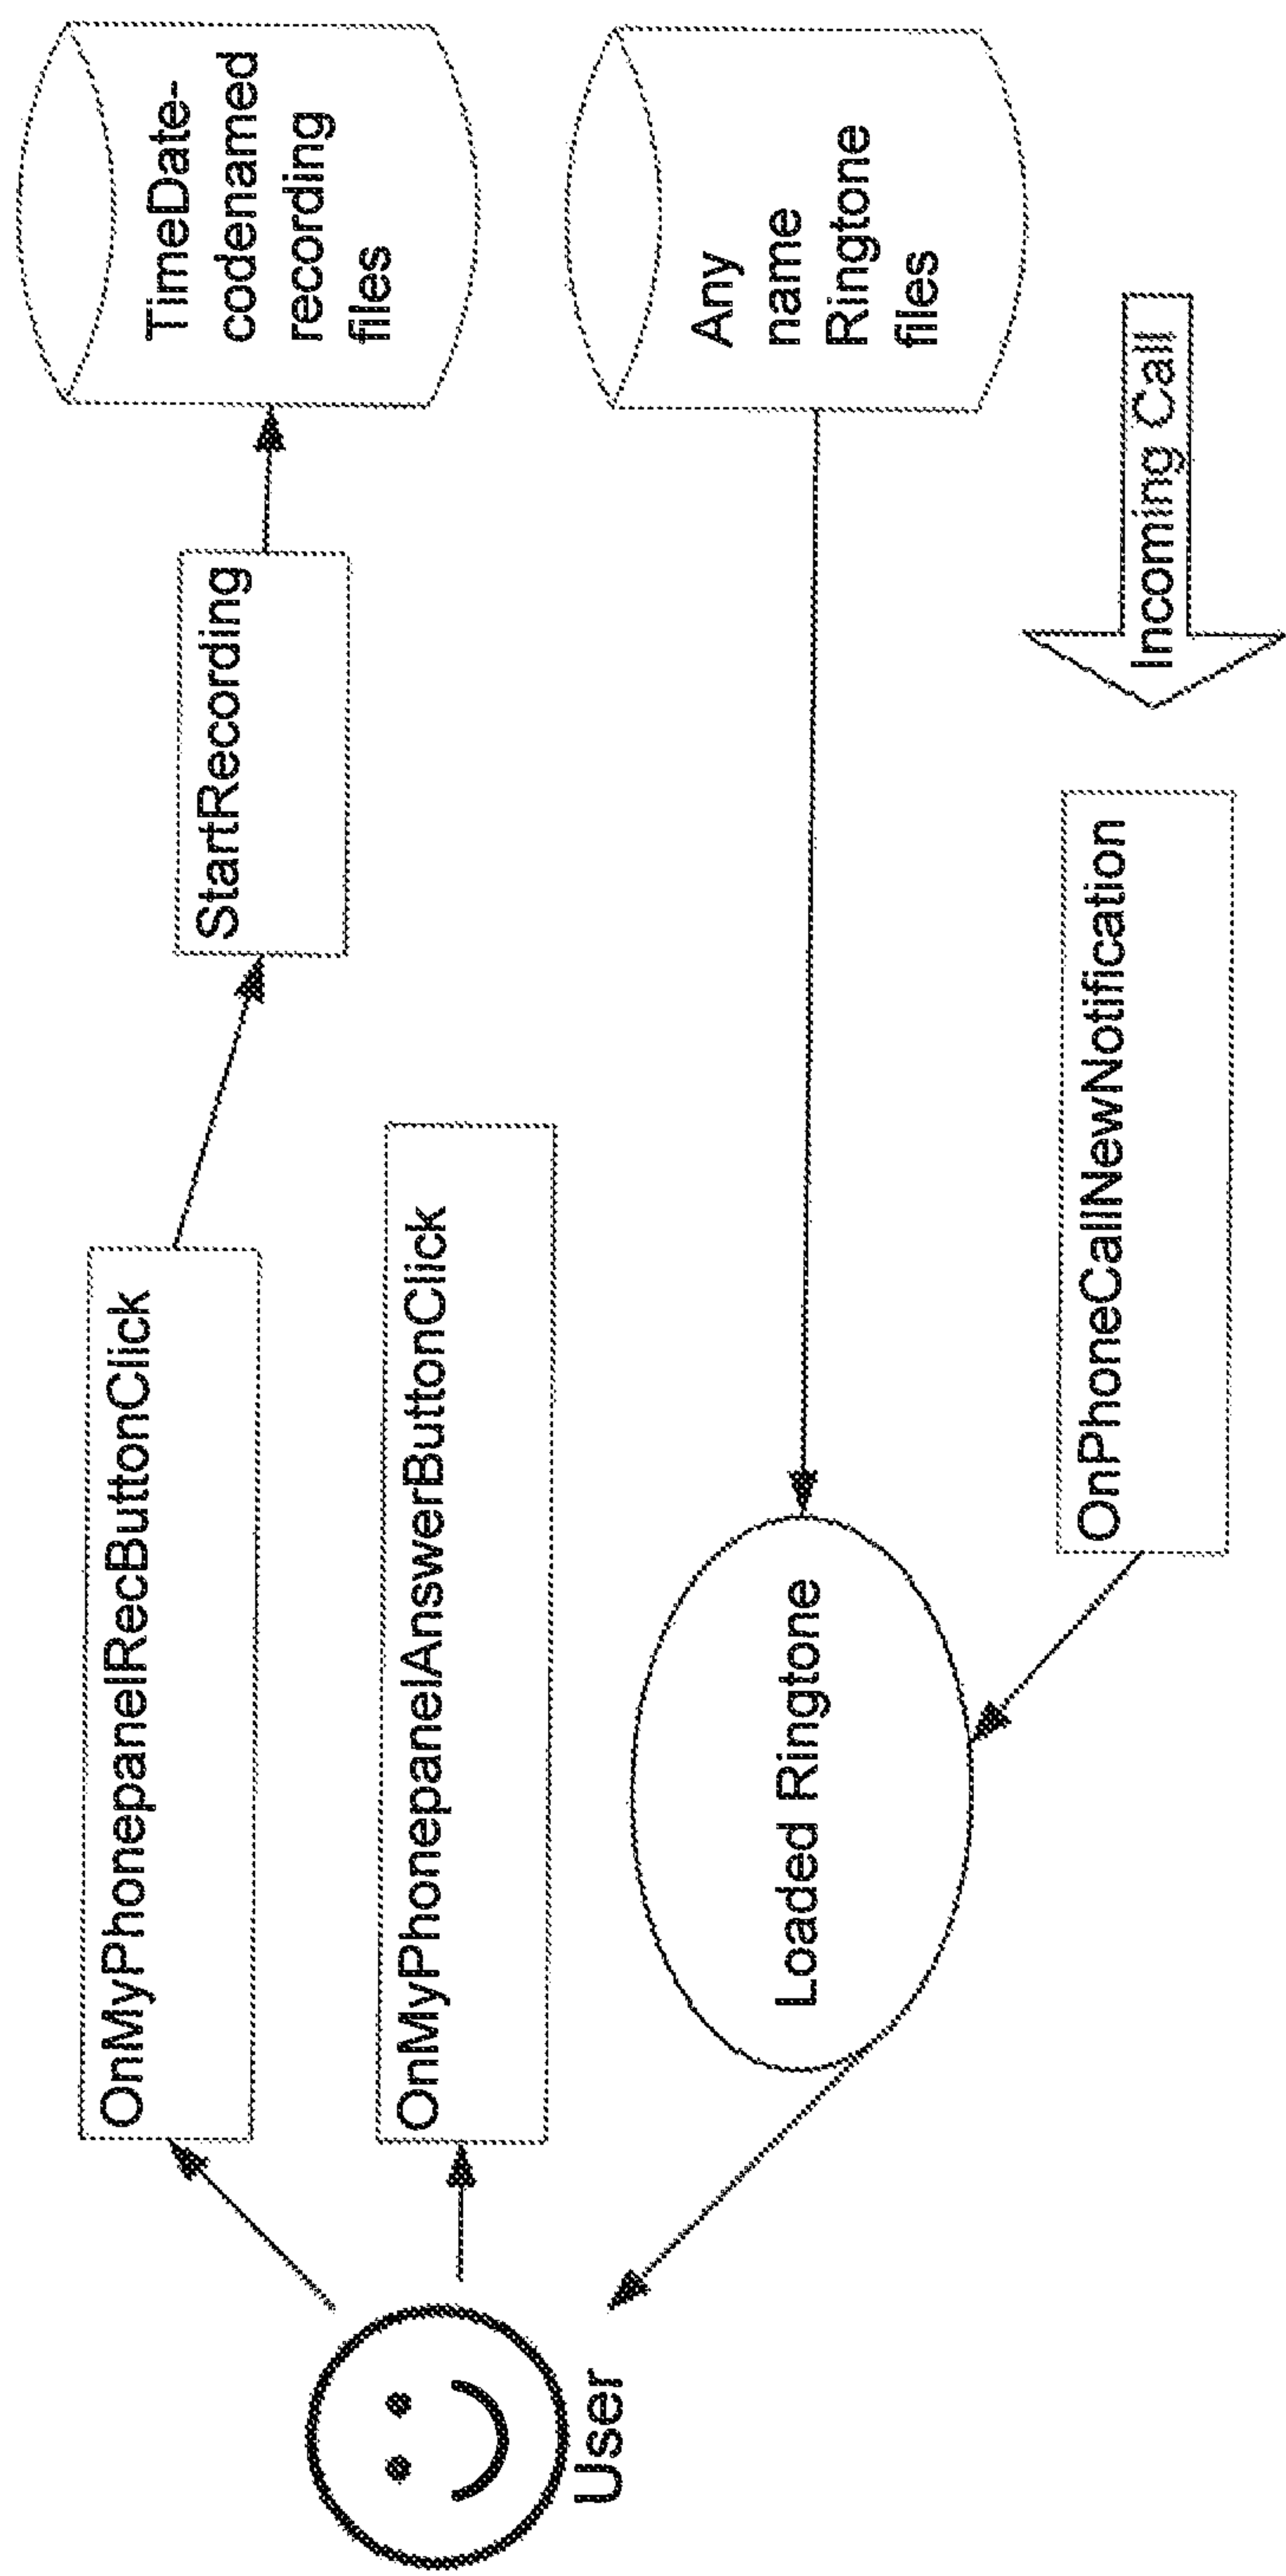 OnMyPhonepanelRecButtonClick
StartRecording
TimeDate-
codenamed
recording
files
OnMyPhonepanelAnswerButtonClick
User
Loaded Ringtone
Any
name
Ringtone
files
OnPhoneCallNewNotification
Incoming Call